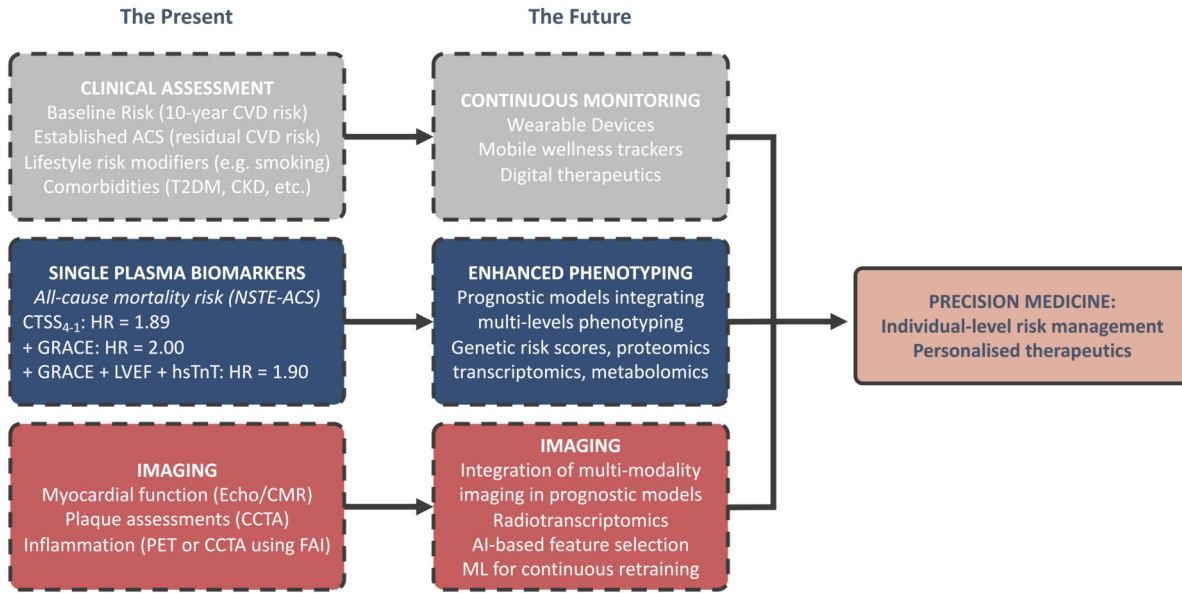 The Present
The Future
CLINICAL ASSESSMENT
Baseline Risk (10-year CVD risk)
Established ACS (residual CVD risk)
Lifestyle risk modifiers (e.g. smoking)
Comorbidities (T2DM, CKD, etc.)
CONTINUOUS MONITORING
Wearable Devices
Mobile wellness trackers
Digital therapeutics
SINGLE PLASMA BIOMARKERS
All-cause mortality risk (NSTE-ACS)
CTSS4-1: HR = 1.89
+ GRACE: HR = 2.00
+ GRACE + LVEF + hsTnT: HR = 1.90
ENHANCED PHENOTYPING
Prognostic models integrating
multi-levels phenotyping
Genetic risk scores, proteomics
transcriptomics, metabolomics
PRECISION MEDICINE:
Individual-level risk management
Personalised therapeutics
IMAGING
Myocardial function (Echo/CMR)
Plaque assessments (CCTA)
Inflammation (PET or CCTA using FAI)
IMAGING
Integration of multi-modality
imaging in prognostic models
Radiotranscriptomics
AI-based feature selection
ML for continuous retraining